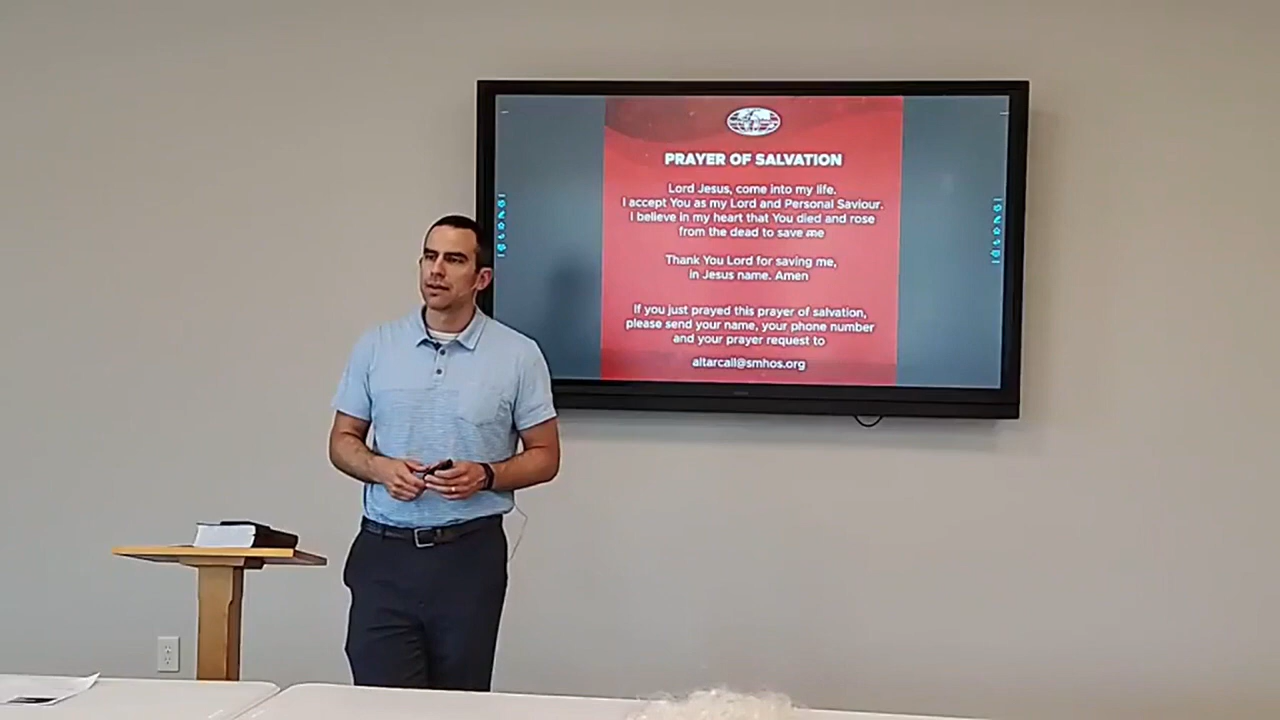 PRAYER OF SALVATION
Lord Jesus, come into my life.
I accept You as my Lord and Personal Saviour.
I believe in my heart that You died and rose
from the dead to save me
Thank You Lord for saving me,
in Jesus name. Amen
If you just prayed this prayer of salvation,
please send your name, your phone number
and your prayer request to
altarcall@smhos.org